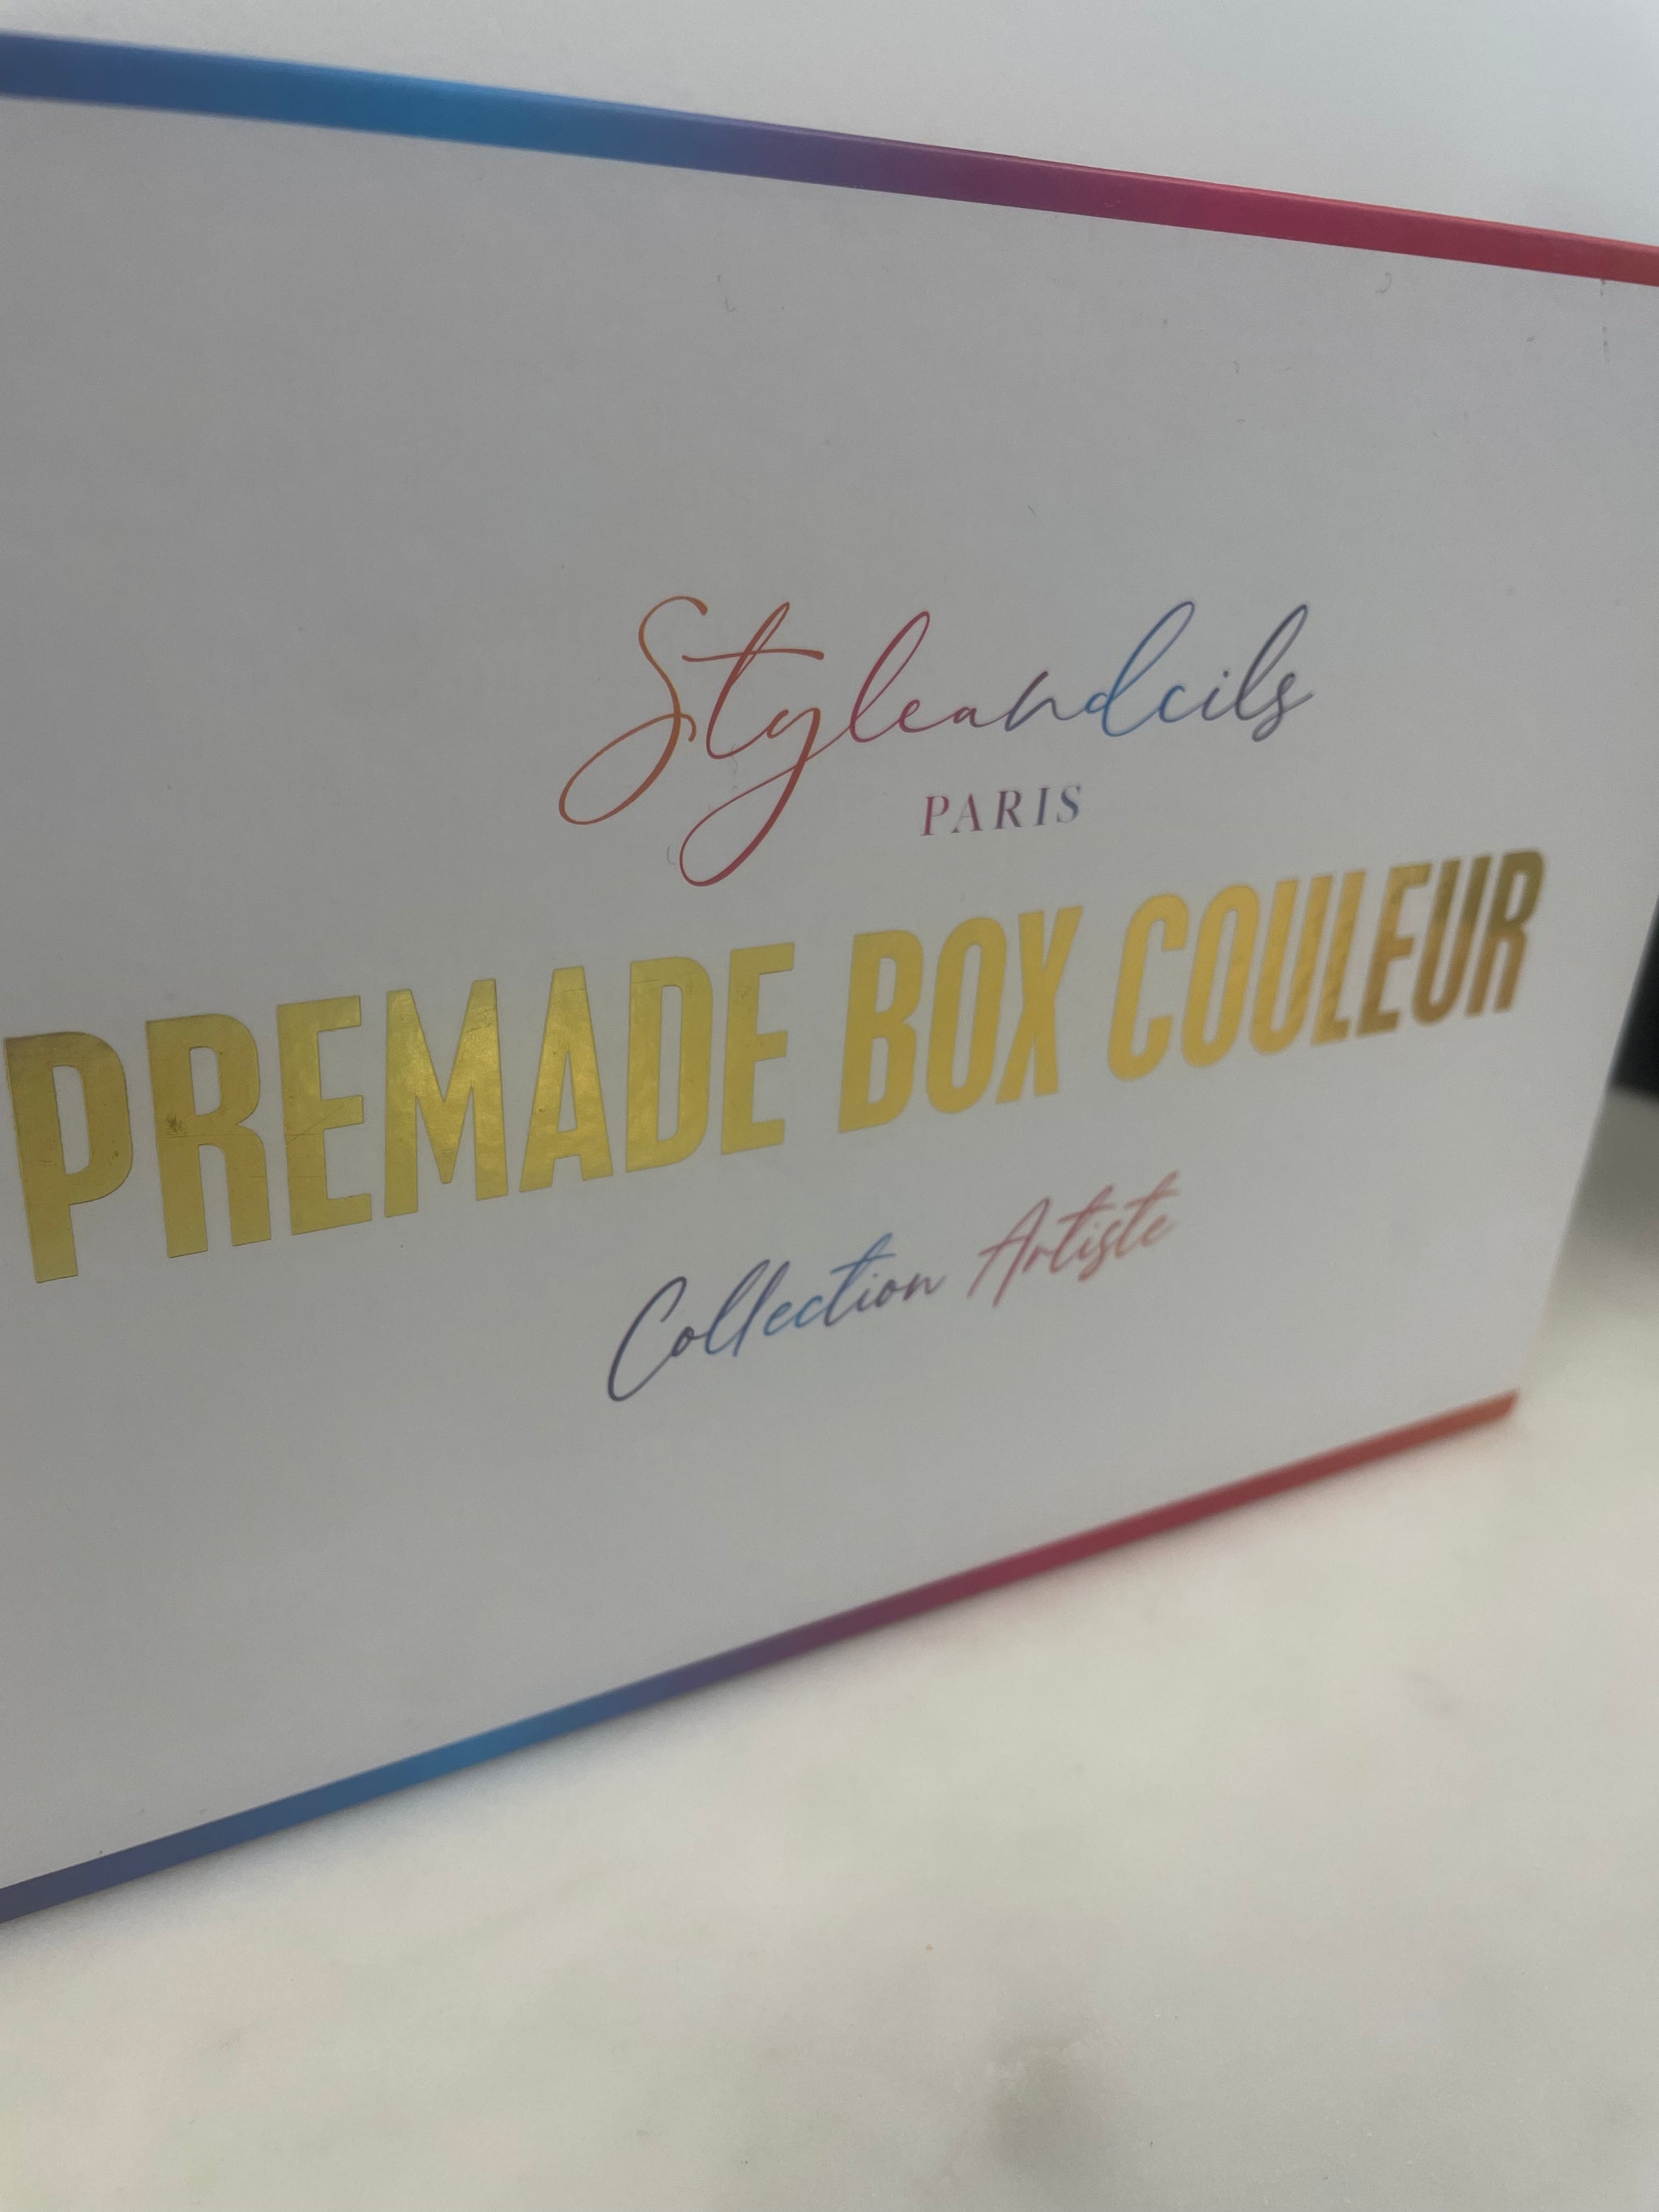 Styleandcils
PARIS
PREMADE BOX COULEUR
Collection Artiste